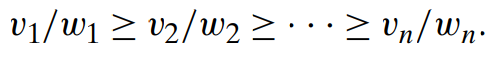 v₁/w₁ ≥ v₂/w₂ ≥ · · · ≥ vₙ/wₙ.